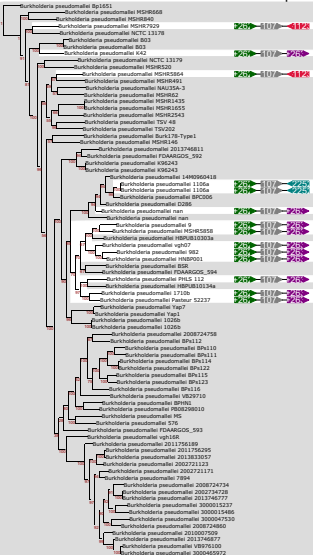 Burkholderia pseudomallei Bp1651
Burkholderia pseudomallei MSHR668
Burkholderia pseudomallei MSHR840
Burkholderia pseudomallei MSHR7929
Burkholderia pseudomallei NCTC 13178
Burkholderia pseudomallei B03
Burkholderia pseudomallei B03
Burkholderia pseudomallei K42
Burkholderia pseudomallei NCTC 13179
Burkholderia pseudomallei MSHR520
Burkholderia pseudomallei MSHR5864
Burkholderia pseudomallei MSHR491
Burkholderia pseudomallei NAU35A-3
Burkholderia pseudomallei MSHR62
Burkholderia pseudomallei MSHR1435
Burkholderia pseudomallei MSHR1655
Burkholderia pseudomallei MSHR2543
Burkholderia pseudomallei TSV 48
Burkholderia pseudomallei TSV202
Burkholderia pseudomallei Burk178-Type1
Burkholderia pseudomallei MSHR146
Burkholderia pseudomallei 2013746811
Burkholderia pseudomallei FDAARGOS_592
Burkholderia pseudomallei K96243
Burkholderia pseudomallei K96243
Burkholderia pseudomallei 14M0960418
Burkholderia pseudomallei 1106a
Burkholderia pseudomallei 1106a
Burkholderia pseudomallei BPC006
Burkholderia pseudomallei D286
Burkholderia pseudomallei nan
Burkholderia pseudomallei nan
Burkholderia pseudomallei 9
Burkholderia pseudomallei MSHR5858
Burkholderia pseudomallei HBPUB10303a
Burkholderia pseudomallei vgh07
Burkholderia pseudomallei
Burkholderia pseudomallei HNBP001
Burkholderia pseudomallei BSR
Burkholderia pseudomallei FDAARGOS_594
Burkholderia pseudomallei PHLS 112
Burkholderia pseudomallei HBPUB10134a
Burkholderia pseudomallei 1710b
Burkholderia pseudomallei Pasteur 52237
Burkholderia pseudomallei Yap7
Burkholderia pseudomallei Yap1
Burkholderia pseudomallei 1026b
Burkholderia pseudomallei 1026b
Burkholderia pseudomallei 2008724758
Burkholderia pseudomallei BPs112
Burkholderia pseudomallei BPs110
Burkholderia pseudomallei BPs111
Burkholderia pseudomallei BPs114
Burkholderia pseudomallei BPs122
Burkholderia pseudomallei BPs115
Burkholderia pseudomallei BPs123
Burkholderia pseudomallei BPs116
Burkholderia pseudomallei VB29710
Burkholderia pseudomallei BPHN1
Burkholderia pseudomallei PB08298010
Burkholderia pseudomallei MS
Burkholderia pseudomallei 576
Burkholderia pseudomallei FDAARGOS_593
Burkholderia pseudomallei vgh16R
Burkholderia pseudomallei 2011756189
Burkholderia pseudomallei 2011756295
Burkholderia pseudomallei 2013833057
Burkholderia pseudomallei 2002721123
Burkholderia pseudomallei 2002721171
Burkholderia pseudomallei 7894
Burkholderia pseudomallei 2008724734
Burkholderia pseudomallei 2002734728
Burkholderia pseudomallei 2013746777
Burkholderia pseudomallei 3000015237
Burkholderia pseudomallei 3000015486
Burkholderia pseudomallei 3000047530
Burkholderia pseudomallei 2008724860
Burkholderia pseudomallei 2010007509
Burkholderia pseudomallei 2013746877
Burkholderia pseudomallei VB976100
Burkholderia pseudomallei 3000465972